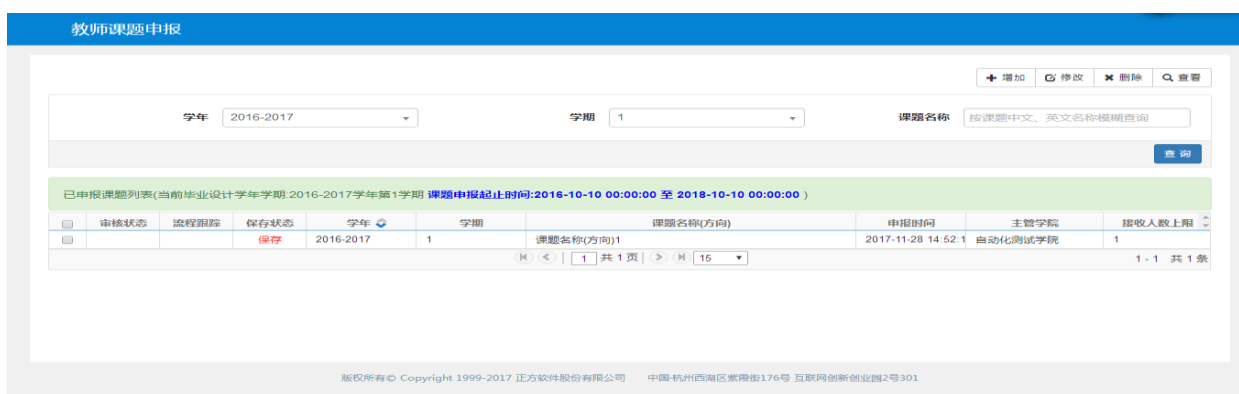 教师课题申报
增加 修改 删除 查看
学年 2016-2017 学期 1 课题名称 按课题中文、英文名称模糊查询
查 询
已申报课题列表(当前毕业设计学年学期:2016-2017学年第1学期 课题申报起止时间:2016-10-10 00:00:00 至 2018-10-10 00:00:00 )
审核状态 流程跟踪 保存状态 学年 学期 课题名称(方向) 申报时间 主管学院 接收人数上限
保存 2016-2017 1 课题名称(方向)1 2017-11-28 14:52:1 自动化测试学院 1
1 共 1 页 15 1 - 1 共 1 条
版权所有© Copyright 1999-2017 正方软件股份有限公司 中国·杭州西湖区紫霞街176号 互联网创新创业园2号301